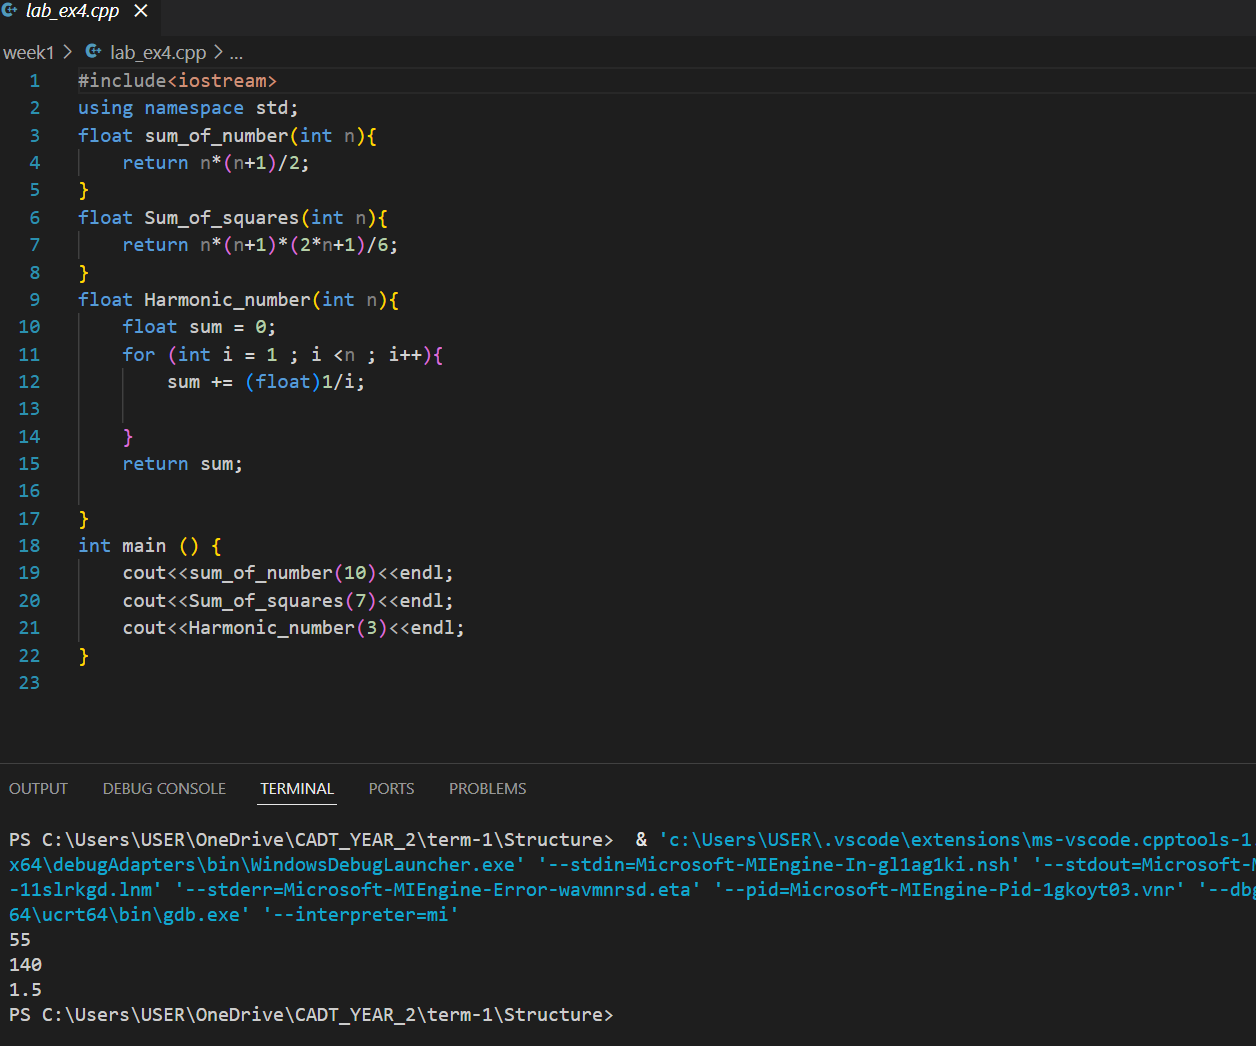 lab_ex4.cpp
week1 > lab_ex4.cpp > ...
1 #include<iostream>
2 using namespace std;
3 float sum_of_number(int n){
4 return n*(n+1)/2;
5 }
6 float Sum_of_squares(int n){
7 return n*(n+1)*(2*n+1)/6;
8 }
9 float Harmonic_number(int n){
10 float sum = 0;
11 for (int i = 1 ; i <n ; i++){
12 sum += (float)1/i;
13
14 }
15 return sum;
16
17 }
18 int main () {
19 cout<<sum_of_number(10)<<endl;
20 cout<<Sum_of_squares(7)<<endl;
21 cout<<Harmonic_number(3)<<endl;
22 }
23
OUTPUT DEBUG CONSOLE TERMINAL PORTS PROBLEMS
PS C:\Users\USER\OneDrive\CADT_YEAR_2\term-1\Structure> & 'c:\Users\USER\.vscode\extensions\ms-vscode.cpptools-1.
x64\debugAdapters\bin\WindowsDebugLauncher.exe' '--stdin=Microsoft-MIEngine-In-gl1ag1ki.nsh' '--stdout=Microsoft-M
-11slrkgd.lnm' '--stderr=Microsoft-MIEngine-Error-wavmnrsd.eta' '--pid=Microsoft-MIEngine-Pid-1gkoyt03.vnr' '--dbg
64\ucrt64\bin\gdb.exe' '--interpreter=mi'
55
140
1.5
PS C:\Users\USER\OneDrive\CADT_YEAR_2\term-1\Structure>